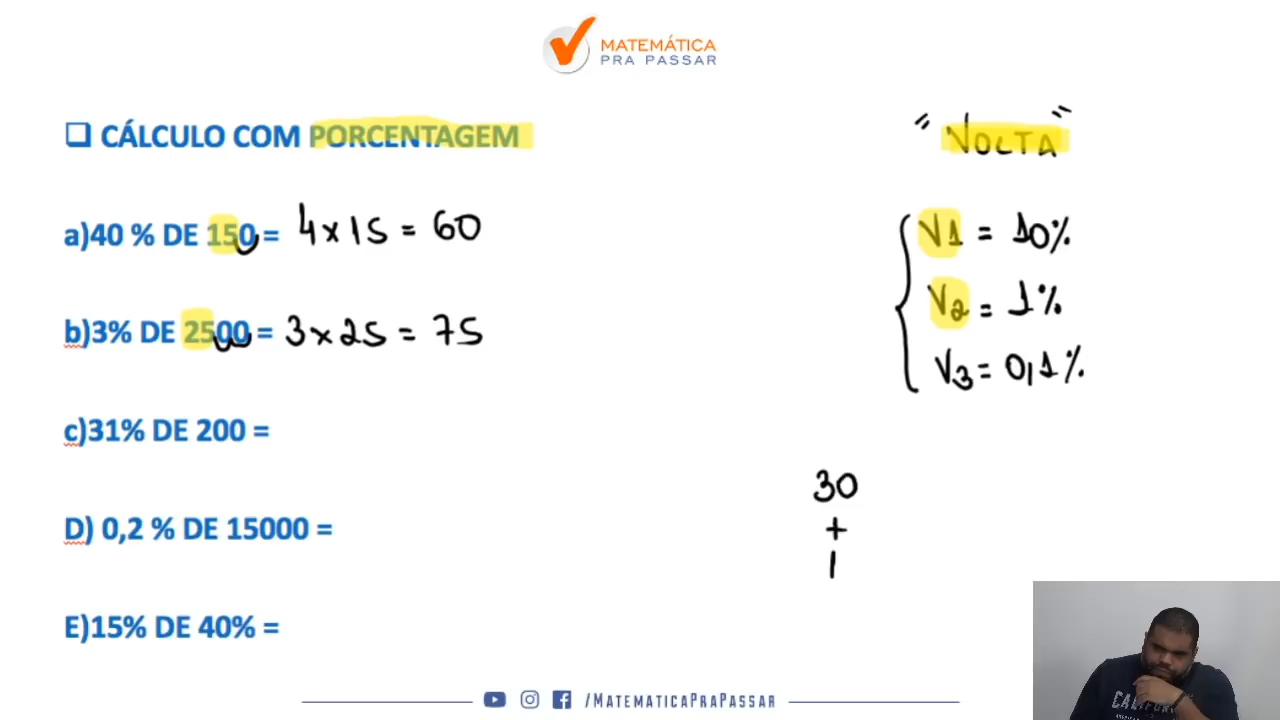 MATEMÁTICA
PRA PASSAR
CÁLCULO COM PORCENTAGEM
"VOLTA"
a)40 % DE 150 = 4 x 15 = 60
V1 = 10%
b)3% DE 2500 = 3 x 25 = 75
V2 = 1%
V3 = 0,1%
c)31% DE 200 =
30
+
1
D) 0,2 % DE 15000 =
E)15% DE 40% =
/MATEMATICAPRAPASSAR
CALIFORN